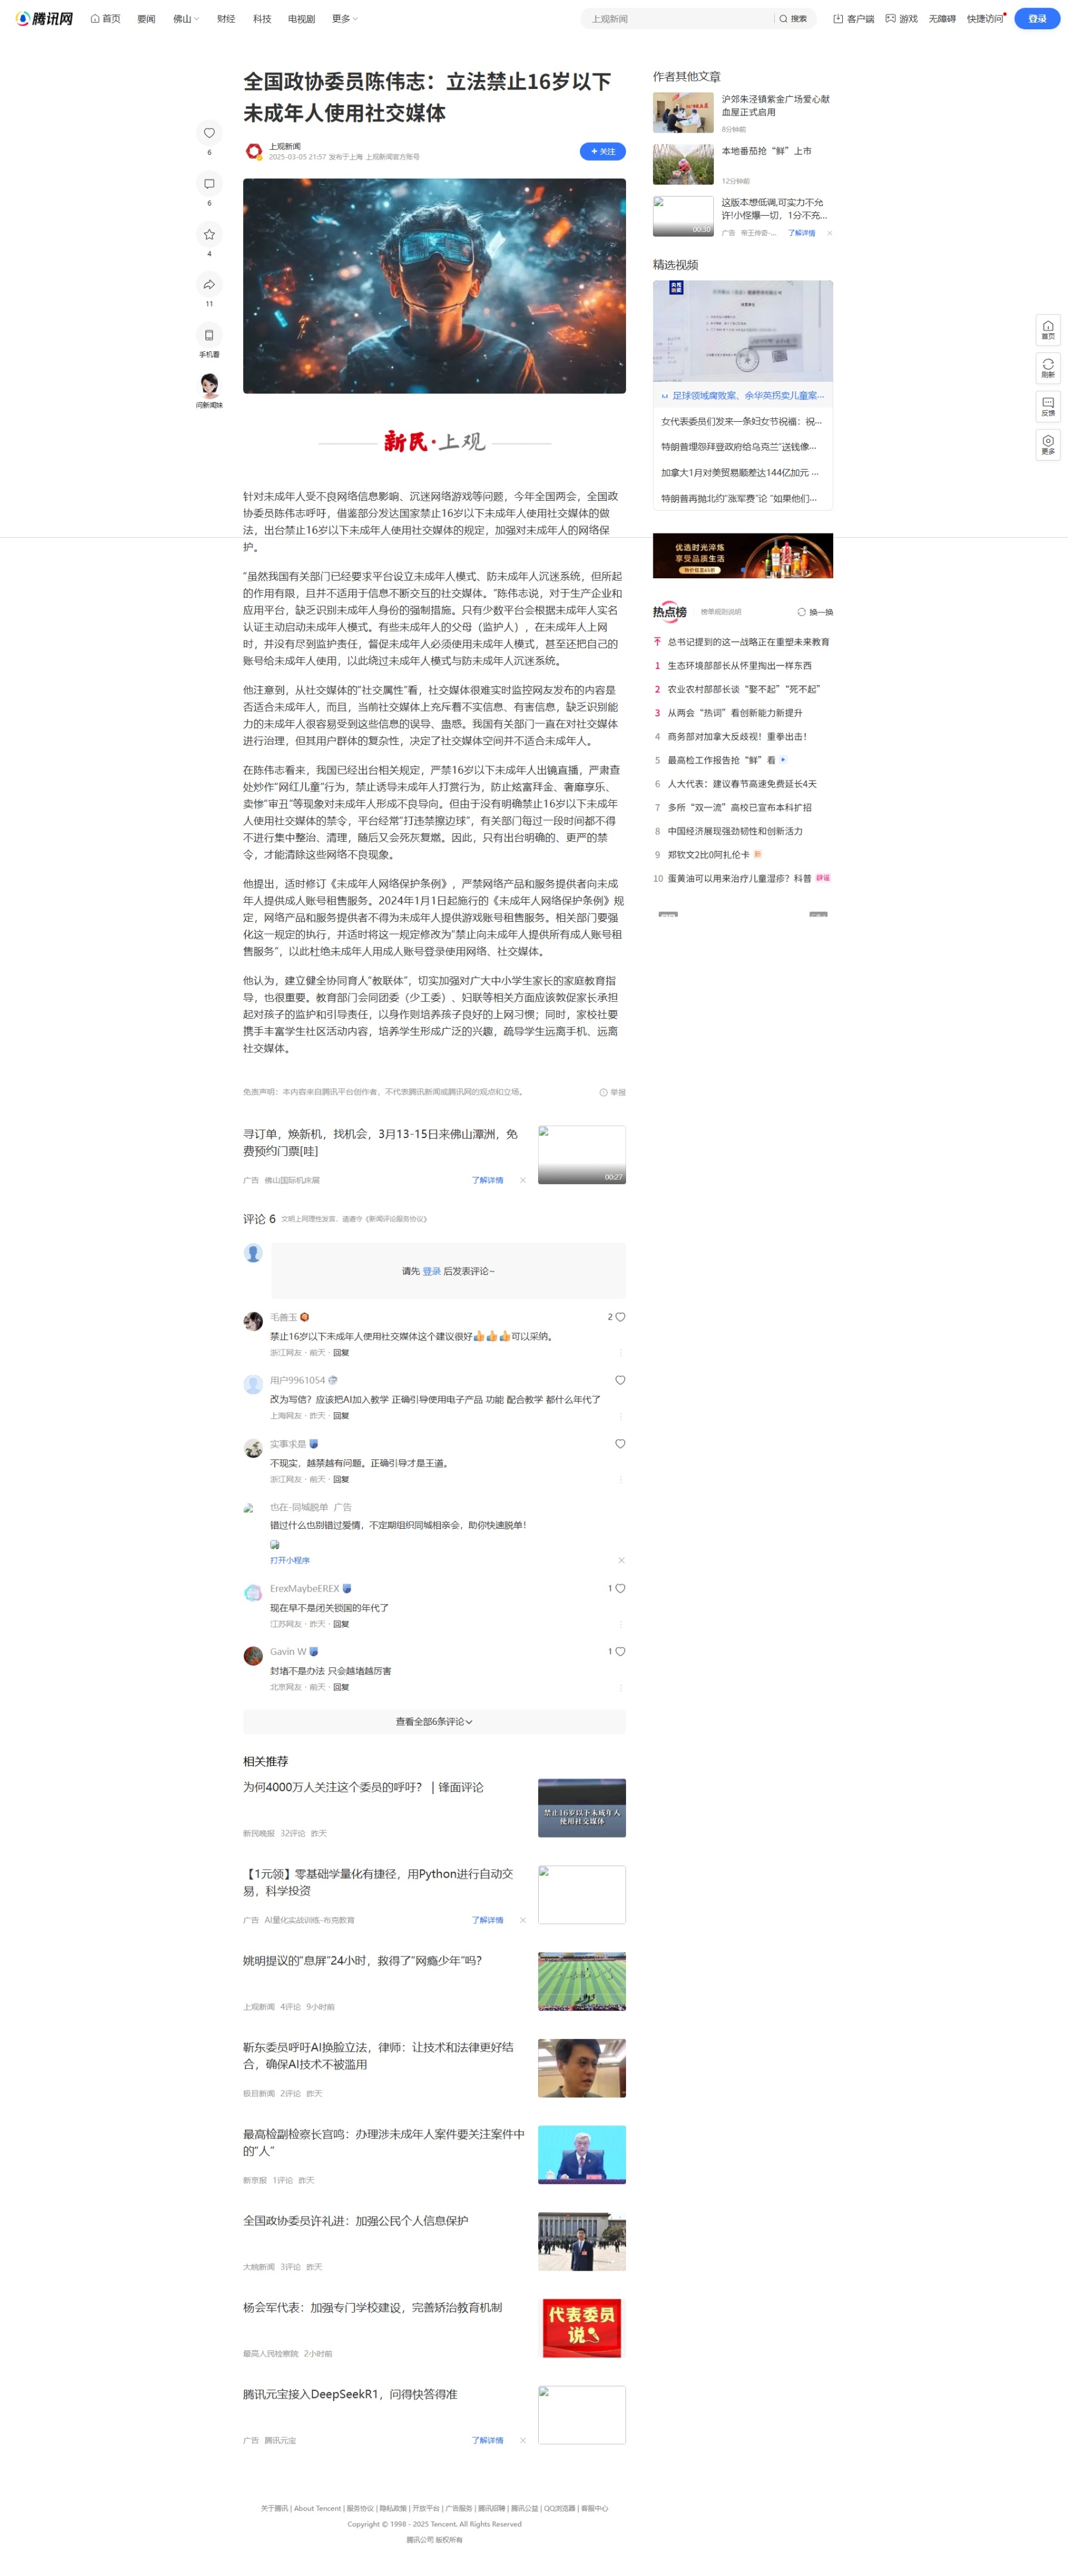 腾讯网
首页 要闻 佛山 财经 科技 电视剧 更多
上观新闻 搜索 客户端 游戏 无障碍 快捷访问 登录
全国政协委员陈伟志：立法禁止16岁以下
未成年人使用社交媒体
上观新闻
2025-03-05 21:57 发布于上海 上观新闻官方账号
+ 关注
6
6
4
11
手机看
问新闻妹
新民·上观
针对未成年人受不良网络信息影响、沉迷网络游戏等问题，今年全国两会，全国政
协委员陈伟志呼吁，借鉴部分发达国家禁止16岁以下未成年人使用社交媒体的做
法，出台禁止16岁以下未成年人使用社交媒体的规定，加强对未成年人的网络保
护。
“虽然我国有关部门已经要求平台设立未成年人模式、防未成年人沉迷系统，但所起
的作用有限，且并不适用于信息不断交互的社交媒体。”陈伟志说，对于生产企业和
应用平台，缺乏识别未成年人身份的强制措施。只有少数平台会根据未成年人实名
认证主动启动未成年人模式。有些未成年人的父母（监护人），在未成年人上网
时，并没有尽到监护责任，督促未成年人必须使用未成年人模式，甚至还把自己的
账号给未成年人使用，以此绕过未成年人模式与防未成年人沉迷系统。
他注意到，从社交媒体的“社交属性”看，社交媒体很难实时监控网友发布的内容是
否适合未成年人，而且，当前社交媒体上充斥着不实信息、有害信息，缺乏识别能
力的未成年人很容易受到这些信息的误导、蛊惑。我国有关部门一直在对社交媒体
进行治理，但其用户群体的复杂性，决定了社交媒体空间并不适合未成年人。
在陈伟志看来，我国已经出台相关规定，严禁16岁以下未成年人出镜直播，严肃查
处炒作“网红儿童”行为，禁止诱导未成年人打赏行为，防止炫富拜金、奢靡享乐、
卖惨“审丑”等现象对未成年人形成不良导向。但由于没有明确禁止16岁以下未成年
人使用社交媒体的禁令，平台经常“打违禁擦边球”，有关部门每过一段时间都不得
不进行集中整治、清理，随后又会死灰复燃。因此，只有出台明确的、更严的禁
令，才能清除这些网络不良现象。
他提出，适时修订《未成年人网络保护条例》，严禁网络产品和服务提供者向未成
年人提供成人账号租售服务。2024年1月1日起施行的《未成年人网络保护条例》规
定，网络产品和服务提供者不得为未成年人提供游戏账号租售服务。相关部门要强
化这一规定的执行，并适时将这一规定修改为“禁止向未成年人提供所有成人账号租
售服务”，以此杜绝未成年人用成人账号登录使用网络、社交媒体。
他认为，建立健全协同育人“教联体”，切实加强对广大中小学生家长的家庭教育指
导，也很重要。教育部门会同团委（少工委）、妇联等相关方面应该敦促家长承担
起对孩子的监护和引导责任，以身作则培养孩子良好的上网习惯；同时，家校社要
携手丰富学生社区活动内容，培养学生形成广泛的兴趣，疏导学生远离手机、远离
社交媒体。
免责声明：本内容来自腾讯平台创作者，不代表腾讯新闻或腾讯网的观点和立场。
举报
寻订单，焕新机，找机会，3月13-15日来佛山潭洲，免
费预约门票[哇]
00:27
广告 佛山国际机床展 了解详情
评论 6 文明上网理性发言，请遵守《新闻评论服务协议》
请先 登录 后发表评论~
毛善玉 2
禁止16岁以下未成年人使用社交媒体这个建议很好👍👍👍可以采纳。
浙江网友 · 前天 · 回复
用户9961054
改为写信？应该把AI加入教学 正确引导使用电子产品 功能 配合教学 都什么年代了
上海网友 · 昨天 · 回复
实事求是
不现实，越禁越有问题。正确引导才是王道。
浙江网友 · 前天 · 回复
也在-同城脱单 广告
错过什么也别错过爱情，不定期组织同城相亲会，助你快速脱单！
打开小程序
ErexMaybeEREX 1
现在早不是闭关锁国的年代了
江苏网友 · 昨天 · 回复
Gavin W 1
封堵不是办法 只会越堵越厉害
北京网友 · 前天 · 回复
查看全部6条评论
相关推荐
为何4000万人关注这个委员的呼吁？｜锋面评论
禁止16岁以下未成年人
使用社交媒体
新民晚报 32评论 昨天
【1元领】零基础学量化有捷径，用Python进行自动交
易，科学投资
广告 AI量化实战训练-布克教育 了解详情
姚明提议的“息屏”24小时，救得了“网瘾少年”吗？
上观新闻 4评论 9小时前
靳东委员呼吁AI换脸立法，律师：让技术和法律更好结
合，确保AI技术不被滥用
极目新闻 2评论 昨天
最高检副检察长宫鸣：办理涉未成年人案件要关注案件中
的“人”
新京报 1评论 昨天
全国政协委员许礼进：加强公民个人信息保护
大皖新闻 3评论 昨天
杨会军代表：加强专门学校建设，完善矫治教育机制
代表委员
说
最高人民检察院 2小时前
腾讯元宝接入DeepSeekR1，问得快答得准
广告 腾讯元宝 了解详情
作者其他文章
沪郊朱泾镇紫金广场爱心献
血屋正式启用
8分钟前
本地番茄抢“鲜”上市
12分钟前
这版本想低调,可实力不允
许!小怪爆一切，1分不充...
00:30
广告 帝王传奇-... 了解详情
精选视频
央视
新闻
足球领域腐败案、余华英拐卖儿童案...
女代表委员们发来一条妇女节祝福：祝...
特朗普埋怨拜登政府给乌克兰“送钱像...
加拿大1月对美贸易顺差达144亿加元 ...
特朗普再抛北约“涨军费”论 “如果他们...
优选时光淬炼
享受品质生活
热点榜 榜单规则说明 换一换
总书记提到的这一战略正在重塑未来教育
1 生态环境部部长从怀里掏出一样东西
2 农业农村部部长谈“娶不起”“死不起”
3 从两会“热词”看创新能力新提升
4 商务部对加拿大反歧视！重拳出击！
5 最高检工作报告抢“鲜”看
6 人大代表：建议春节高速免费延长4天
7 多所“双一流”高校已宣布本科扩招
8 中国经济展现强劲韧性和创新活力
9 郑钦文2比0阿扎伦卡 新
10 蛋黄油可以用来治疗儿童湿疹？科普 辟谣
首页
刷新
反馈
更多
关于腾讯 | About Tencent | 服务协议 | 隐私政策 | 开放平台 | 广告服务 | 腾讯招聘 | 腾讯公益 | QQ浏览器 | 客服中心
Copyright © 1998 - 2025 Tencent. All Rights Reserved
腾讯公司 版权所有